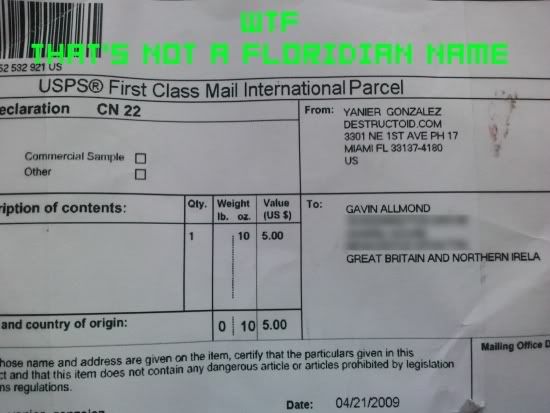 WTF
THAT'S NOT A FLORIDIAN NAME
52 532 921 US
USPS® First Class Mail International Parcel
eclaration CN 22
From: YANIER GONZALEZ
DESTRUCTOID.COM
3301 NE 1ST AVE PH 17
MIAMI FL 33137-4180
US
Commercial Sample
Other
ription of contents:
Qty. Weight Value
lb. oz. (US $)
1 10 5.00
To: GAVIN ALLMOND
GREAT BRITAIN AND NORTHERN IRELA
and country of origin:
0 10 5.00
hose name and address are given on the item, certify that the particulars given in this
ct and that this item does not contain any dangerous article or articles prohibited by legislation
ns regulations.
Mailing Office D
Date: 04/21/2009